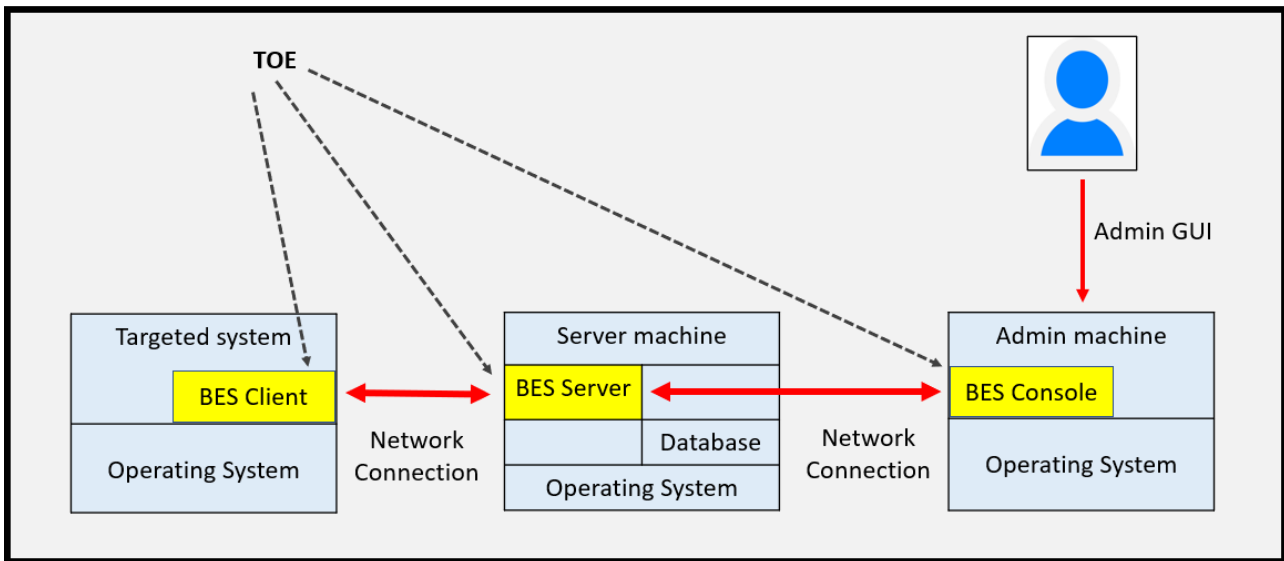 TOE
Admin GUI
Targeted system
BES Client
Operating System
Network
Connection
Server machine
BES Server
Database
Operating System
Network
Connection
Admin machine
BES Console
Operating System